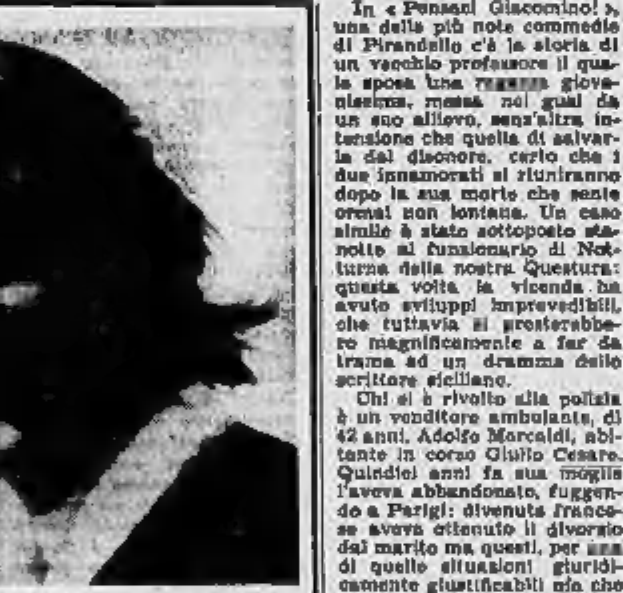 In « Pensaci Giacomino! »,
una delle più note commedie
di Pirandello c'è la storia di
un vecchio professore il qua-
le sposa una ragazza giova-
nissima, messa nei guai da
un suo allievo, senz'altra in-
tensione che quella di salvar-
la dal disonore, certo che i
due innamorati si riuniranno
dopo la sua morte che sente
ormai non lontana. Un caso
simile è stato sottoposto sta-
notte al funzionario di Not-
turna della nostra Questura:
questa volta la vicenda ha
avuto sviluppi imprevedibili,
che tuttavia si presterebbe-
ro magnificamente a far da
trama ad un dramma dello
scrittore siciliano.
Chi si è rivolto alla polizia
è un venditore ambulante, di
42 anni, Adolfo Marcaldi, abi-
tante in corso Giulio Cesare.
Quindici anni fa sua moglie
l'aveva abbandonato, fuggen-
do a Parigi: divenuta france-
se aveva ottenuto il divorzio
dal marito ma questi, per una
di quelle situazioni giuridi-
camente giustificabili ma che